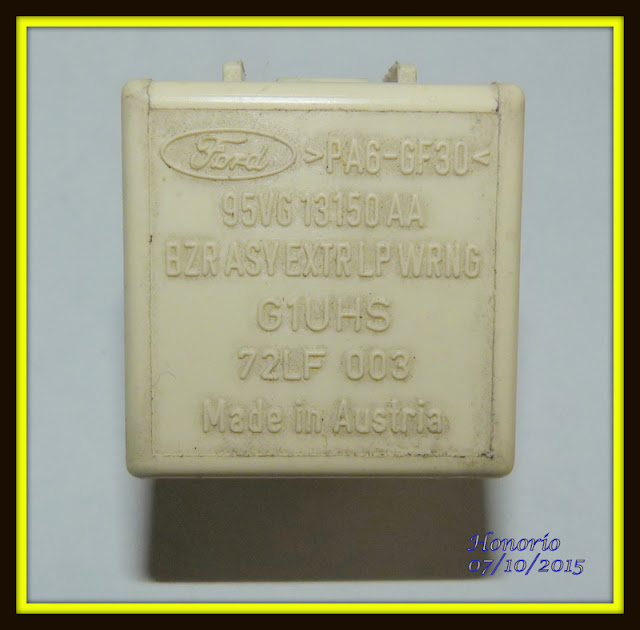 Ford >PA6-GF30<
95VG 13150 AA
BZR ASY EXTR LP WRNG
G1UHS
72LF 003
Made in Austria
Honorio
07/10/2015